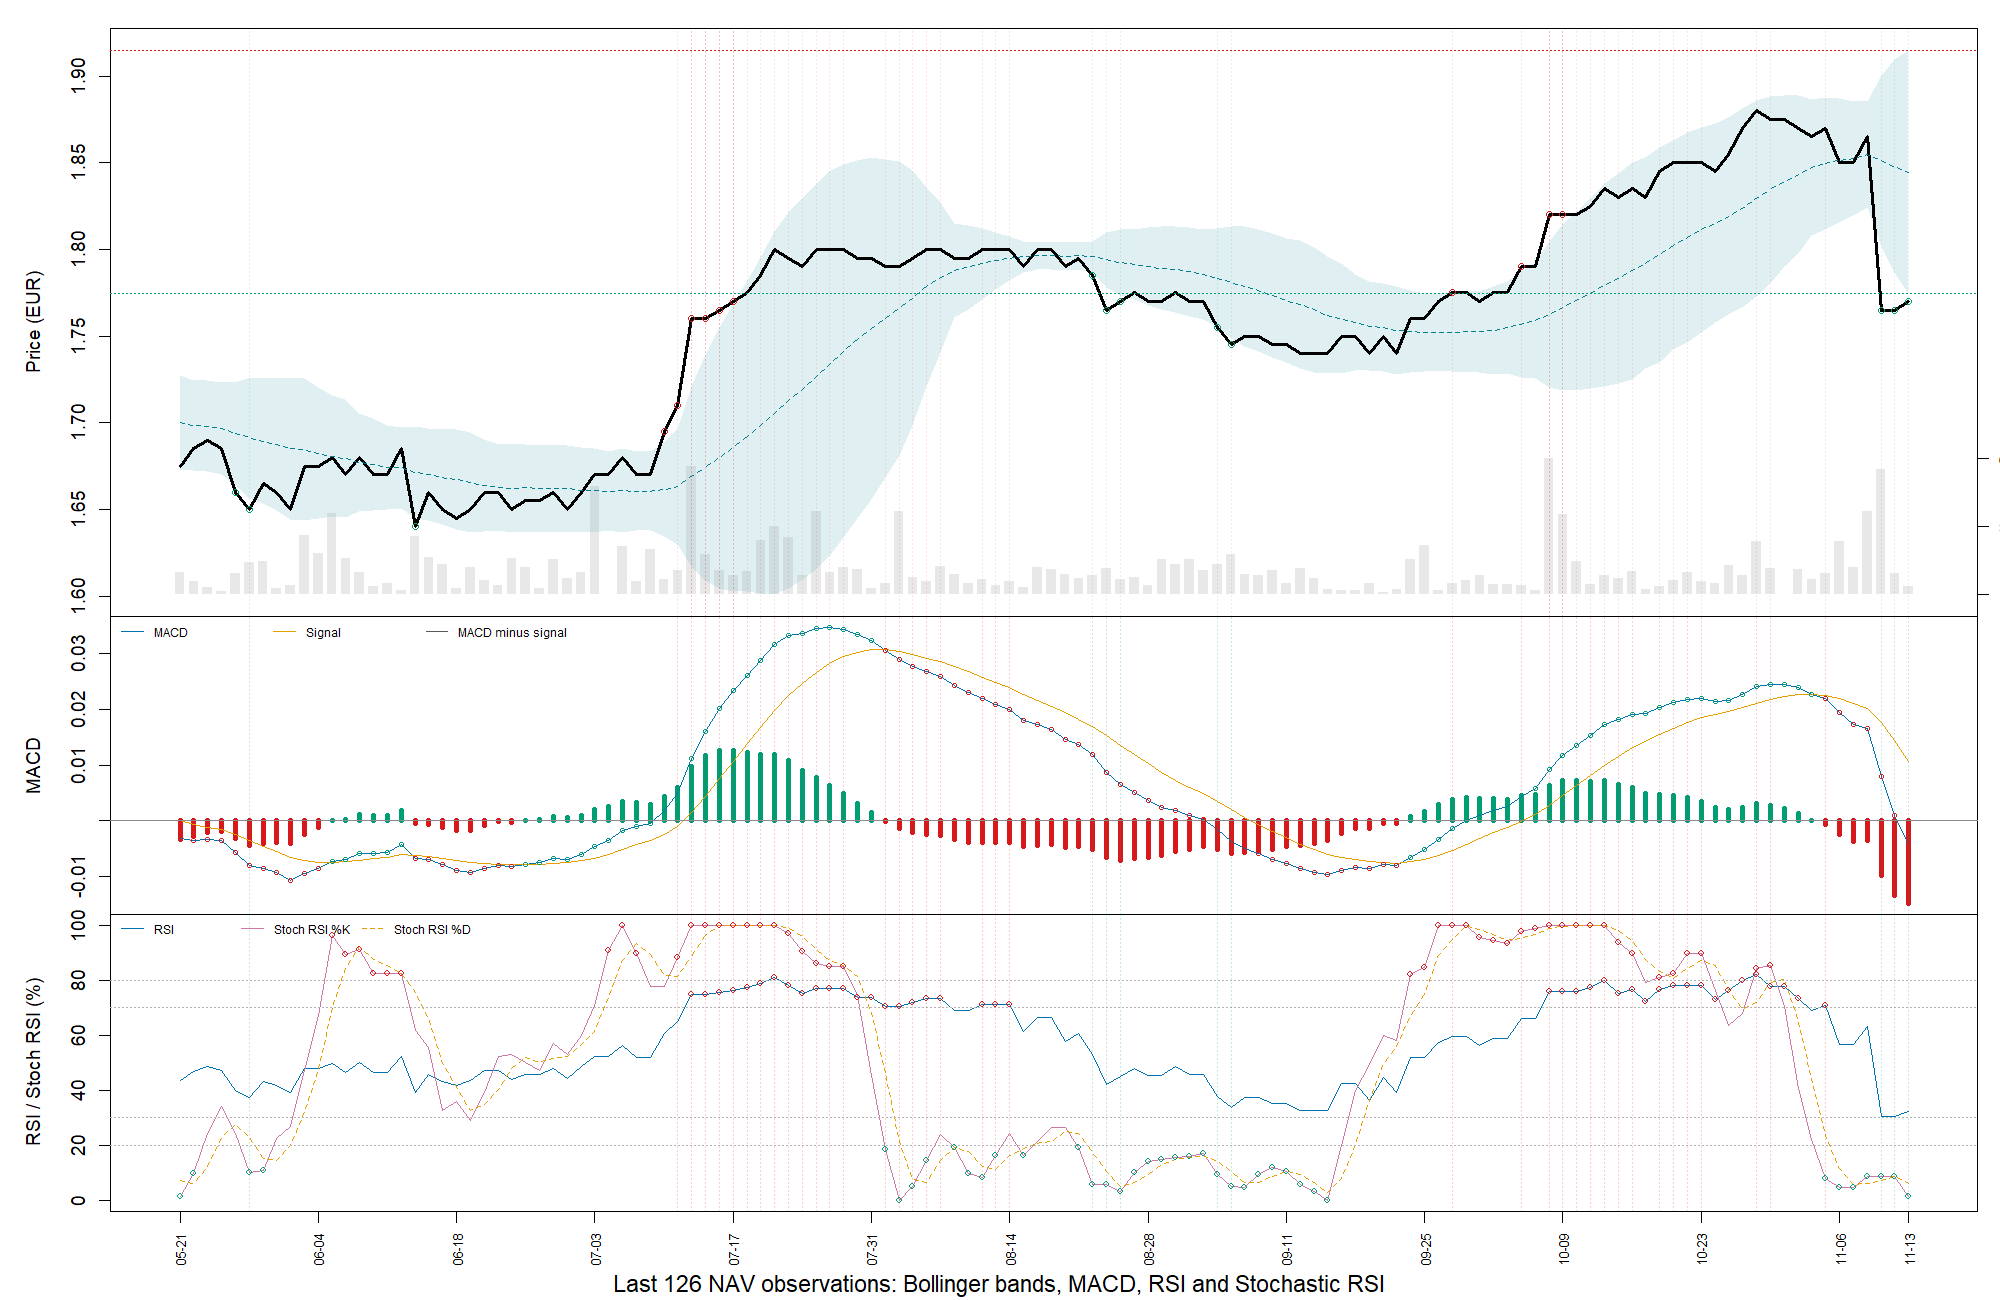 Price (EUR)
1.90
1.85
1.80
1.75
1.70
1.65
1.60
MACD Signal MACD minus signal
MACD
0.03
0.02
0.01
-0.01
RSI Stoch RSI %K Stoch RSI %D
RSI / Stoch RSI (%)
100
80
60
40
20
0
05-21 06-04 06-18 07-03 07-17 07-31 08-14 08-28 09-11 09-25 10-09 10-23 11-06 11-13
Last 126 NAV observations: Bollinger bands, MACD, RSI and Stochastic RSI